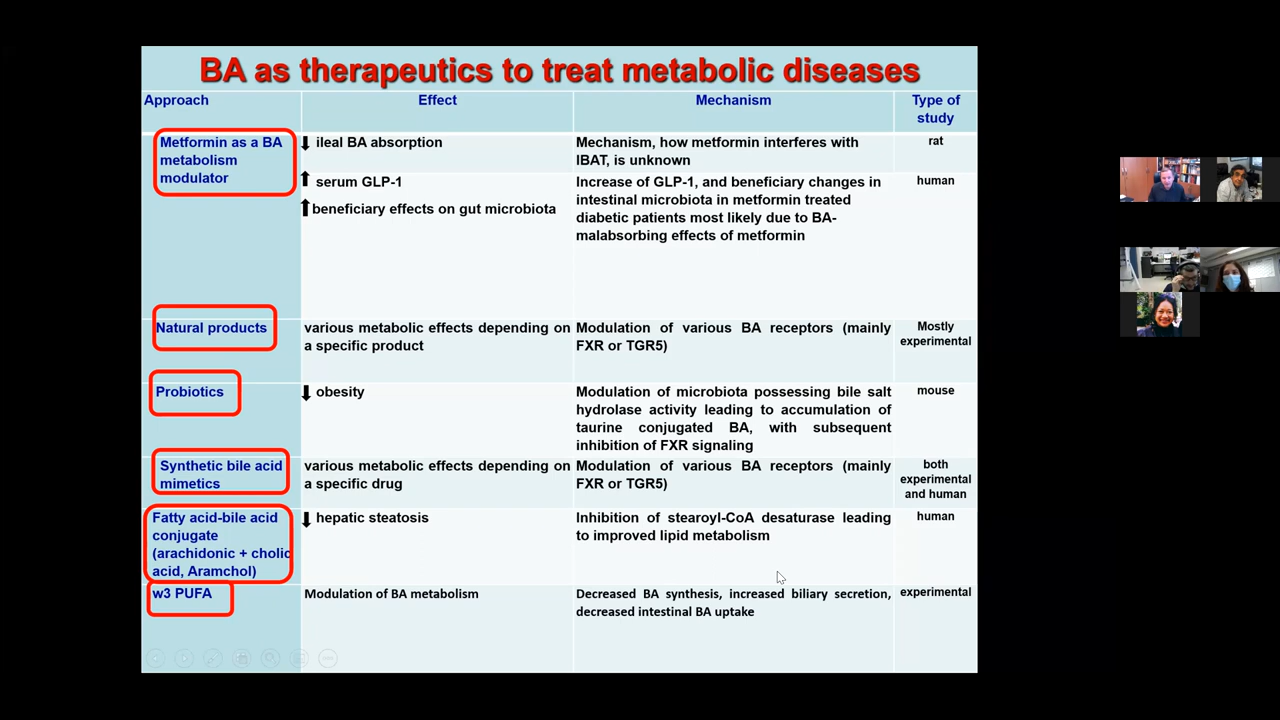 BA as therapeutics to treat metabolic diseases
Approach
Effect
Mechanism
Type of
study
Metformin as a BA
metabolism
modulator
ileal BA absorption
Mechanism, how metformin interferes with
IBAT, is unknown
rat
serum GLP-1
beneficiary effects on gut microbiota
Increase of GLP-1, and beneficiary changes in
intestinal microbiota in metformin treated
diabetic patients most likely due to BA-
malabsorbing effects of metformin
human
Natural products
various metabolic effects depending on
a specific product
Modulation of various BA receptors (mainly
FXR or TGR5)
Mostly
experimental
Probiotics
obesity
Modulation of microbiota possessing bile salt
hydrolase activity leading to accumulation of
taurine conjugated BA, with subsequent
inhibition of FXR signaling
mouse
Synthetic bile acid
mimetics
various metabolic effects depending on
a specific drug
Modulation of various BA receptors (mainly
FXR or TGR5)
both
experimental
and human
Fatty acid-bile acid
conjugate
(arachidonic + cholic
acid, Aramchol)
hepatic steatosis
Inhibition of stearoyl-CoA desaturase leading
to improved lipid metabolism
human
w3 PUFA
Modulation of BA metabolism
Decreased BA synthesis, increased biliary secretion,
decreased intestinal BA uptake
experimental